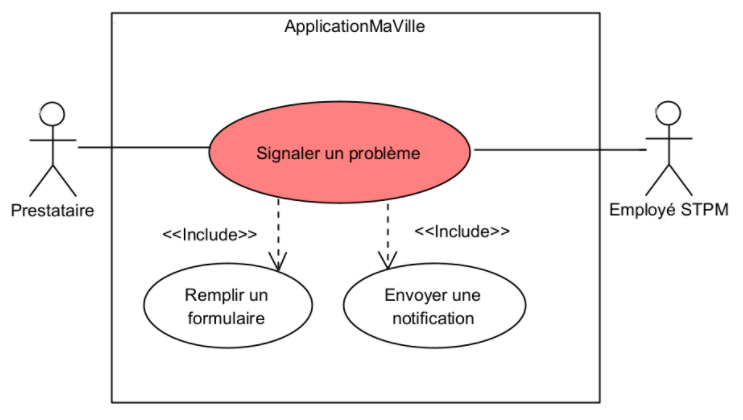 ApplicationMaVille
Signaler un problème
Prestataire
Employé STPM
<<Include>>
<<Include>>
Remplir un
formulaire
Envoyer une
notification